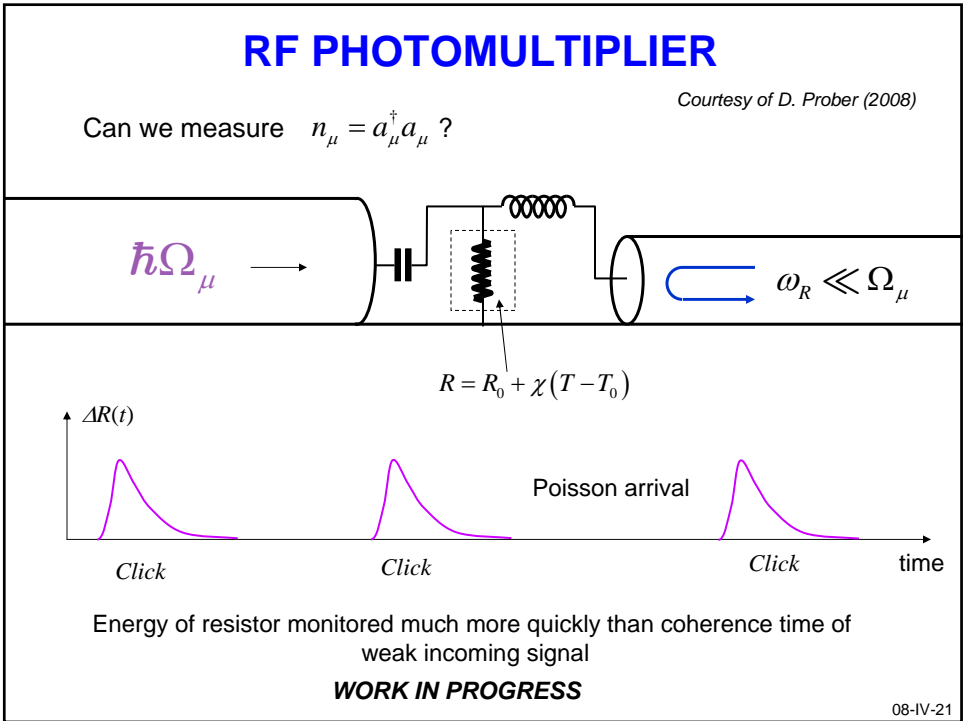 RF PHOTOMULTIPLIER
Courtesy of D. Prober (2008)
Can we measure n_μ = a_μ^† a_μ ?
ℏΩ_μ
ω_R ≪ Ω_μ
R = R_0 + χ(T − T_0)
ΔR(t)
Poisson arrival
Click Click Click time
Energy of resistor monitored much more quickly than coherence time of
weak incoming signal
WORK IN PROGRESS
08-IV-21